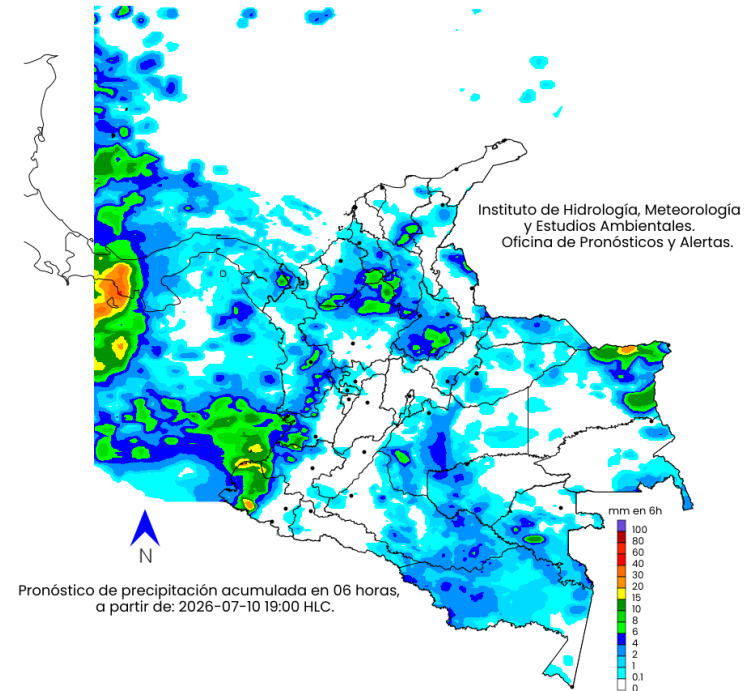 Instituto de Hidrología, Meteorología
y Estudios Ambientales.
Oficina de Pronósticos y Alertas.
mm en 6h
100
80
60
40
30
20
15
10
8
6
4
2
1
0.1
0
N
Pronóstico de precipitación acumulada en 06 horas,
a partir de: 2026-07-10 19:00 HLC.